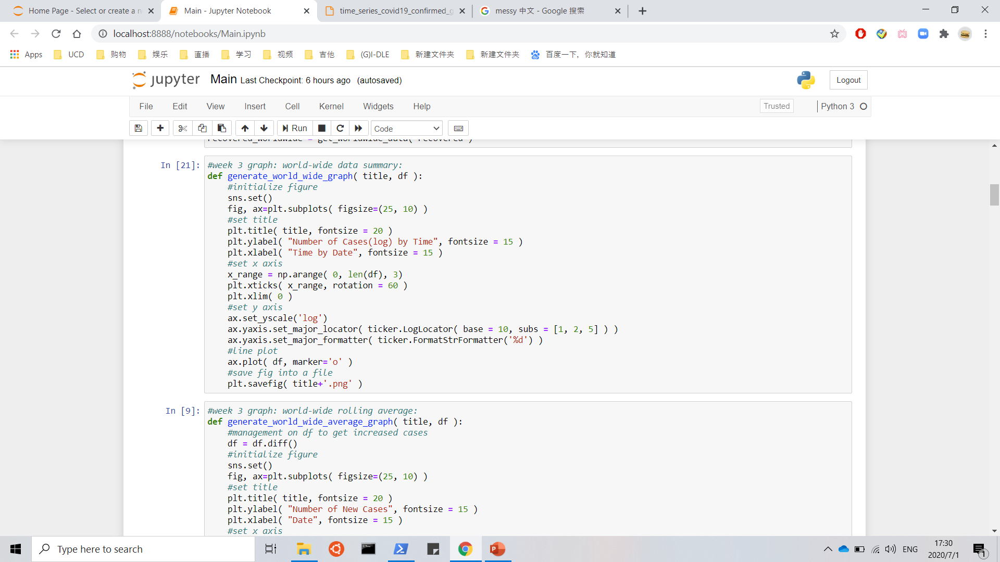 Home Page - Select or create a n
Main - Jupyter Notebook
time_series_covid19_confirmed_g
messy 中文 - Google 搜索
localhost:8888/notebooks/Main.ipynb
Apps UCD 购物 娱乐 直播 学习 视频 吉他 (G)I-DLE 新建文件夹 新建文件夹 百度一下，你就知道
jupyter Main Last Checkpoint: 6 hours ago (autosaved) Logout
File Edit View Insert Cell Kernel Widgets Help Trusted Python 3
Run Code
recovered_worldwide = get_worldwide_data( 'recovered' )
In [21]:
#week 3 graph: world-wide data summary:
def generate_world_wide_graph( title, df ):
    #initialize figure
    sns.set()
    fig, ax=plt.subplots( figsize=(25, 10) )
    #set title
    plt.title( title, fontsize = 20 )
    plt.ylabel( "Number of Cases(log) by Time", fontsize = 15 )
    plt.xlabel( "Time by Date", fontsize = 15 )
    #set x axis
    x_range = np.arange( 0, len(df), 3)
    plt.xticks( x_range, rotation = 60 )
    plt.xlim( 0 )
    #set y axis
    ax.set_yscale('log')
    ax.yaxis.set_major_locator( ticker.LogLocator( base = 10, subs = [1, 2, 5] ) )
    ax.yaxis.set_major_formatter( ticker.FormatStrFormatter('%d') )
    #line plot
    ax.plot( df, marker='o' )
    #save fig into a file
    plt.savefig( title+'.png' )
In [9]:
#week 3 graph: world-wide rolling average:
def generate_world_wide_average_graph( title, df ):
    #management on df to get increased cases
    df = df.diff()
    #initialize figure
    sns.set()
    fig, ax=plt.subplots( figsize=(25, 10) )
    #set title
    plt.title( title, fontsize = 20 )
    plt.ylabel( "Number of New Cases", fontsize = 15 )
    plt.xlabel( "Date", fontsize = 15 )
    #set x axis
Type here to search
ENG
17:30
2020/7/1
1